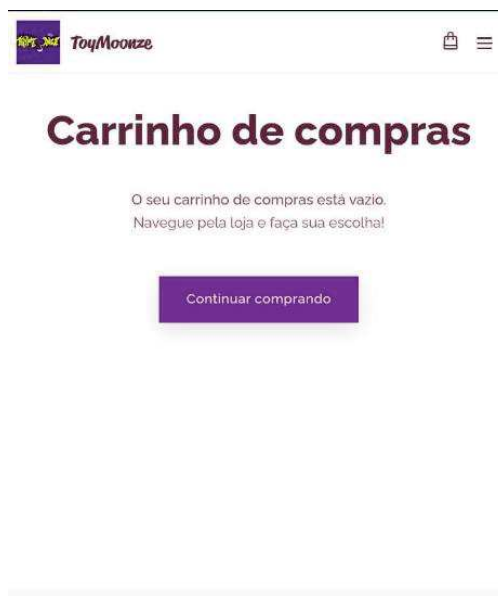 ToyMoonze
Carrinho de compras
O seu carrinho de compras está vazio.
Navegue pela loja e faça sua escolha!
Continuar comprando